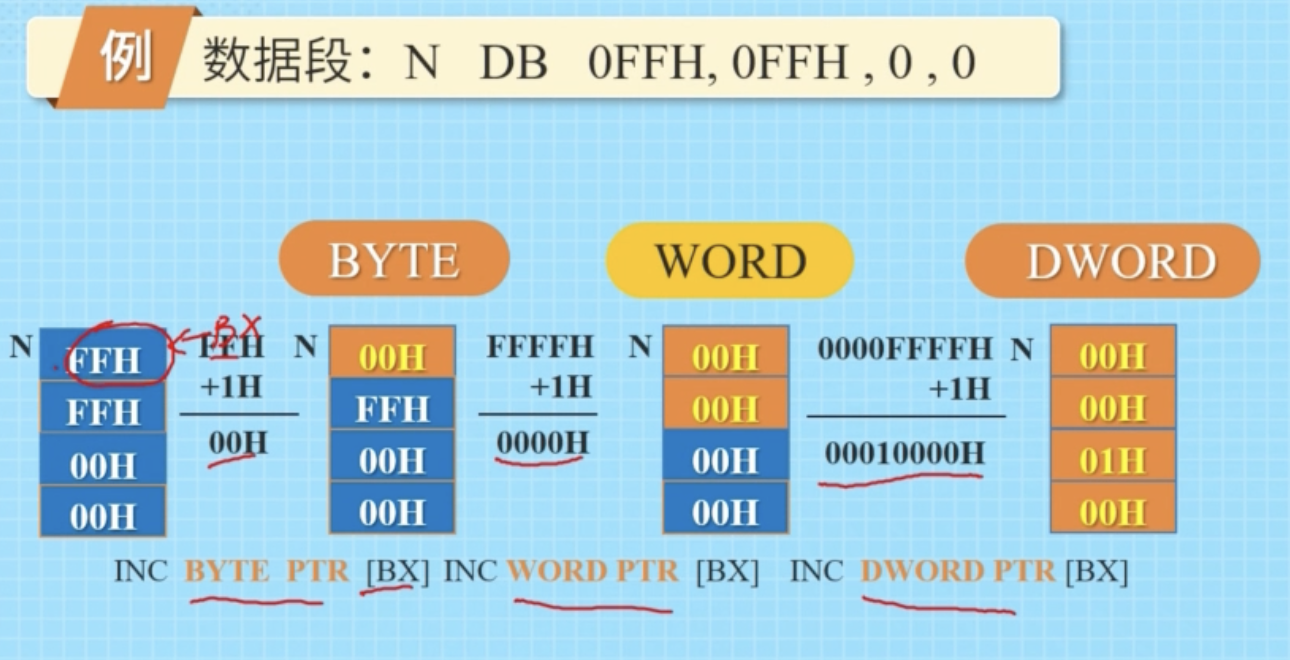 例 数据段： N DB 0FFH, 0FFH , 0 , 0
BYTE WORD DWORD
N FFH BX N 00H FFFFH N 00H 0000FFFFH N 00H
FFH +1H FFH +1H 00H +1H 00H
00H 00H 00H 0000H 00H 00010000H 01H
00H 00H 00H 00H
INC BYTE PTR [BX] INC WORD PTR [BX] INC DWORD PTR [BX]